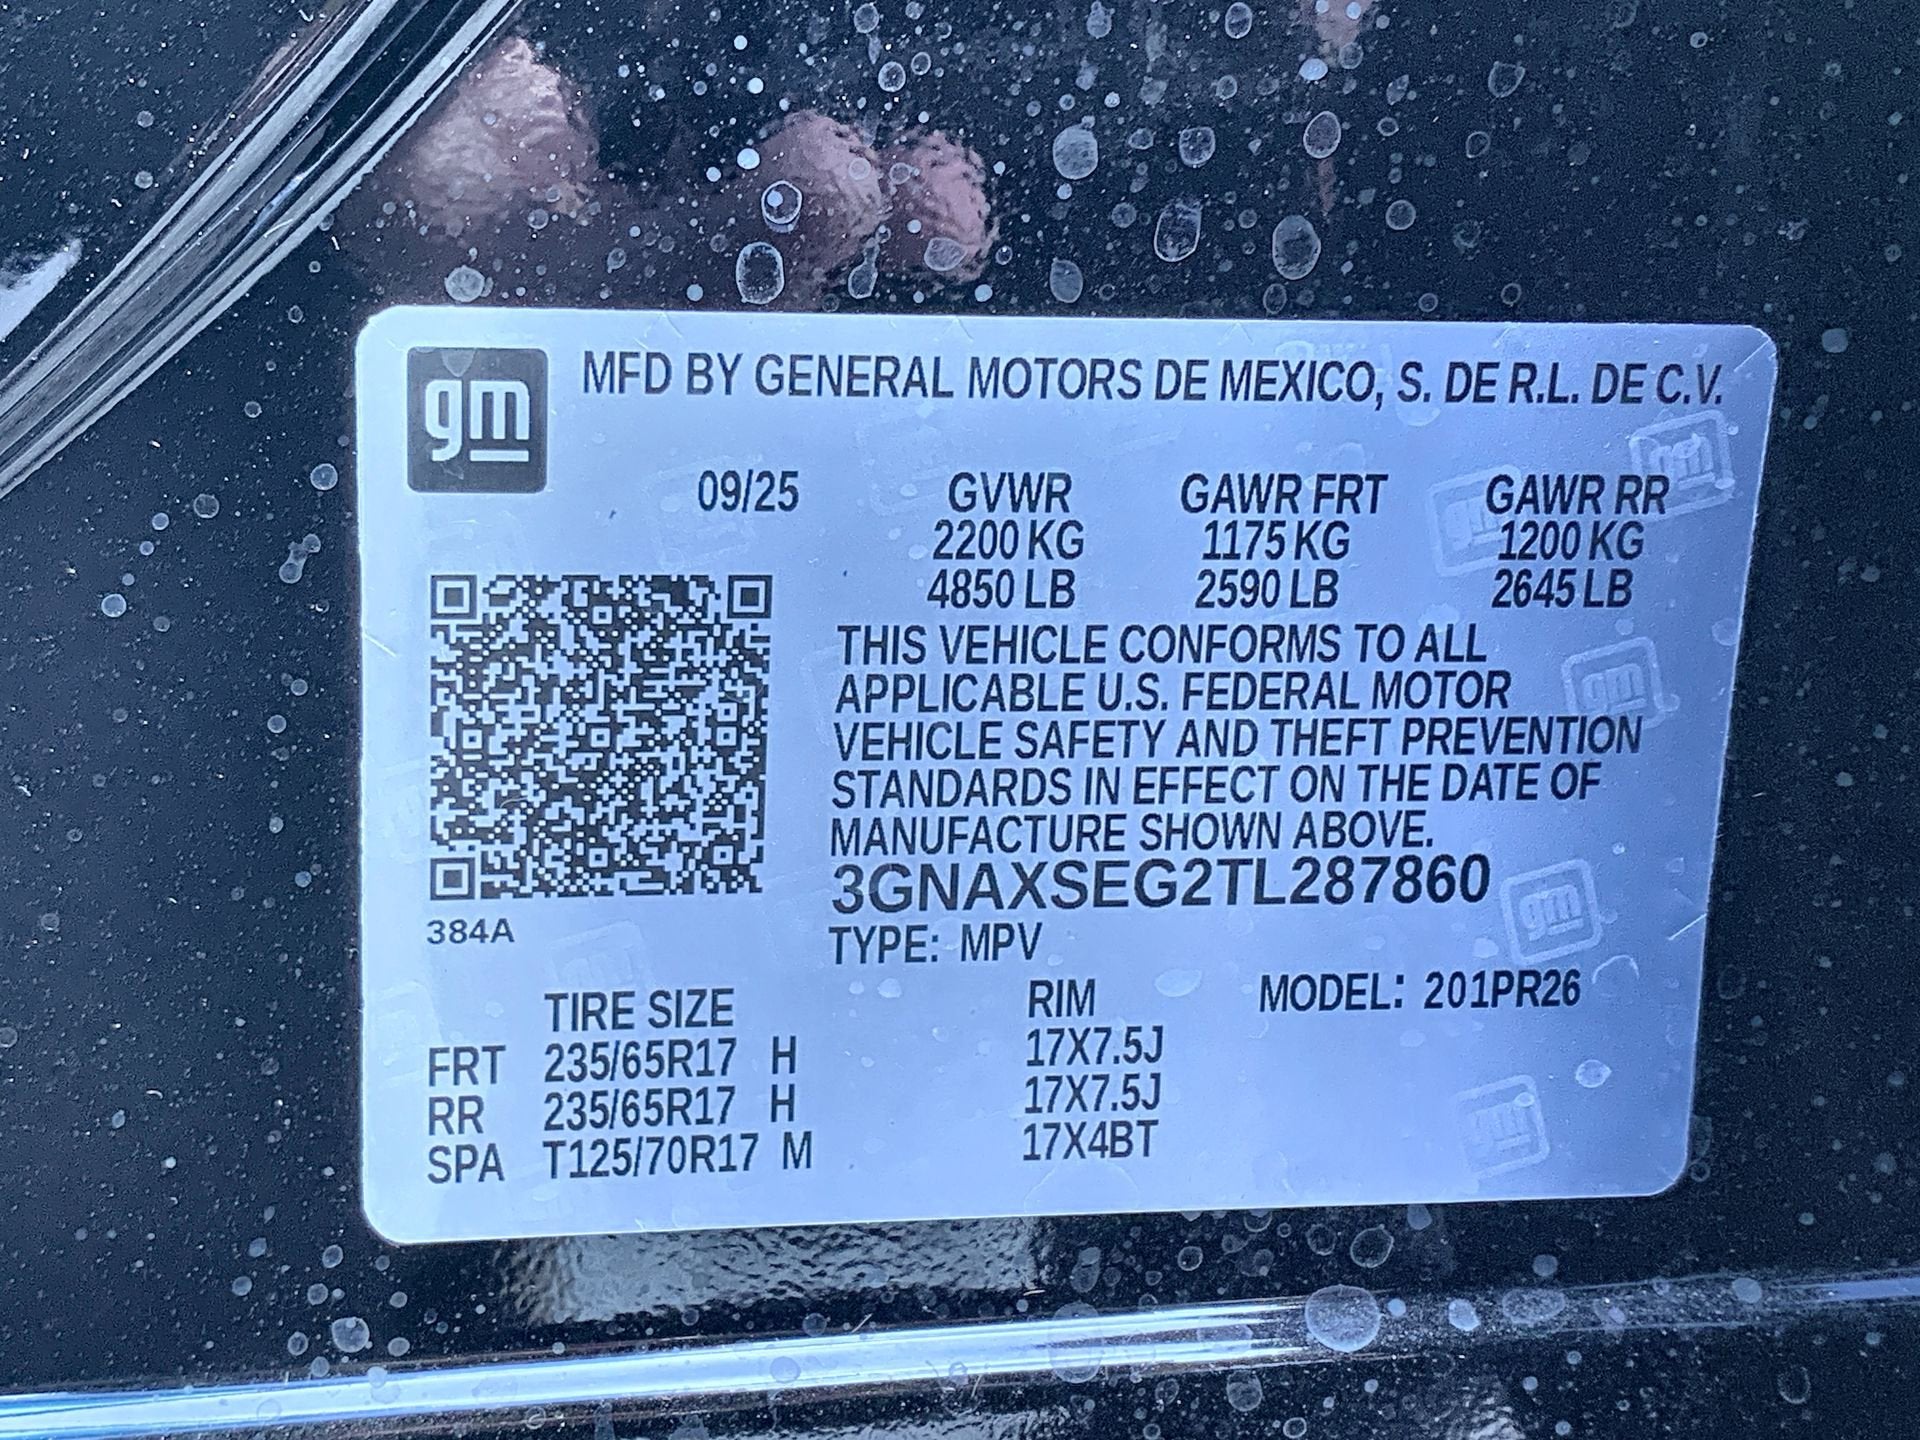 gm
MFD BY GENERAL MOTORS DE MEXICO, S. DE R.L. DE C.V.
09/25 GVWR GAWR FRT GAWR RR
2200 KG 1175 KG 1200 KG
4850 LB 2590 LB 2645 LB
THIS VEHICLE CONFORMS TO ALL
APPLICABLE U.S. FEDERAL MOTOR
VEHICLE SAFETY AND THEFT PREVENTION
STANDARDS IN EFFECT ON THE DATE OF
MANUFACTURE SHOWN ABOVE.
3GNAXSEG2TL287860
384A
TYPE: MPV
TIRE SIZE RIM MODEL: 201PR26
FRT 235/65R17 H 17X7.5J
RR 235/65R17 H 17X7.5J
SPA T125/70R17 M 17X4BT